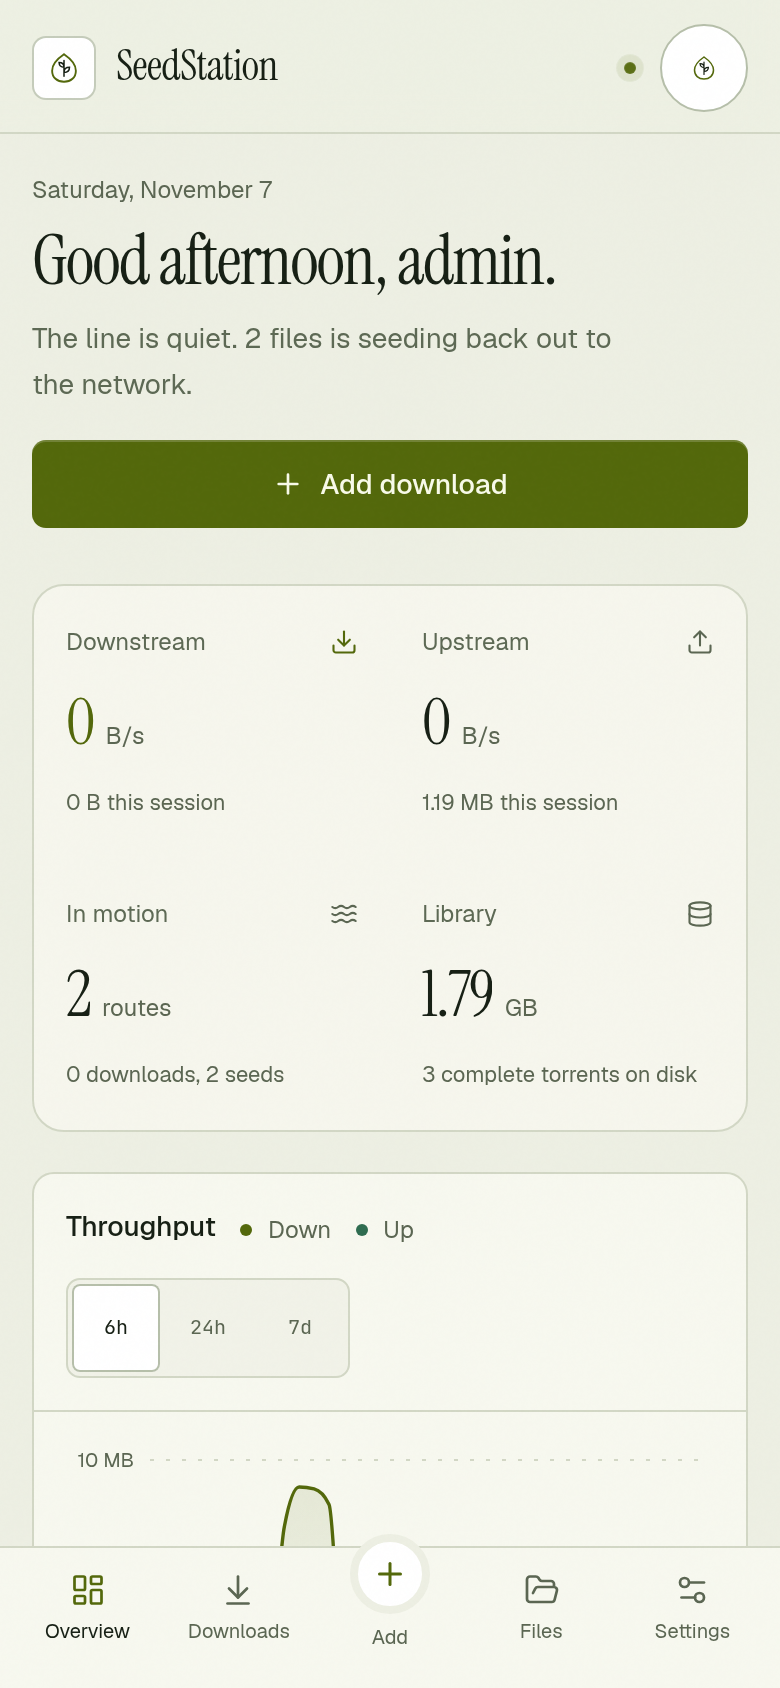 SeedStation
Saturday, November 7
Good afternoon, admin.
The line is quiet. 2 files is seeding back out to
the network.
Add download
Downstream
0 B/s
0 B this session
Upstream
0 B/s
1.19 MB this session
In motion
2 routes
0 downloads, 2 seeds
Library
1.79 GB
3 complete torrents on disk
Throughput Down Up
6h 24h 7d
10 MB
Overview Downloads Add Files Settings